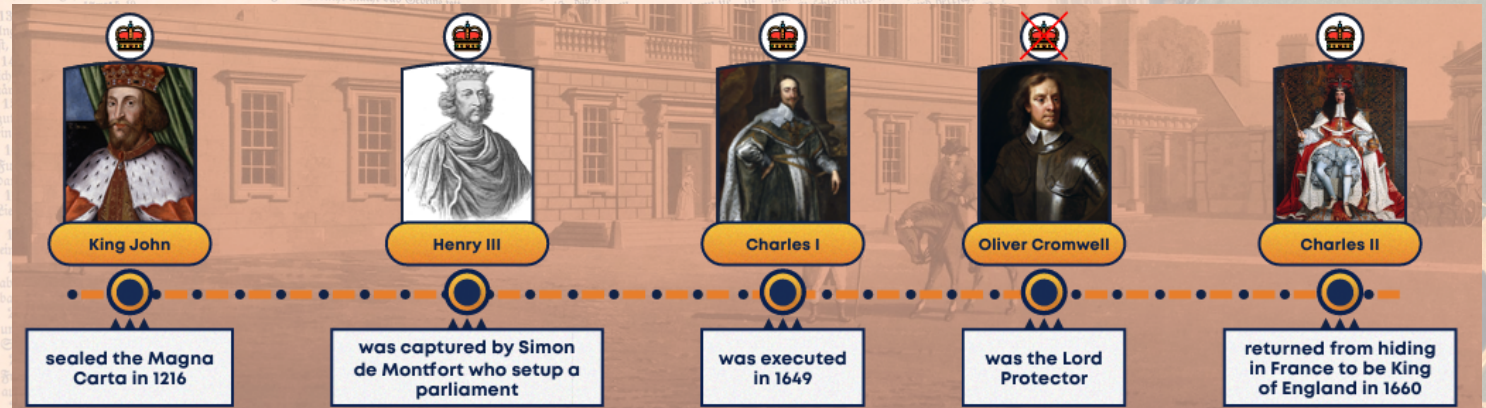 King John
Henry III
Charles I
Oliver Cromwell
Charles II
sealed the Magna
Carta in 1216
was captured by Simon
de Montfort who setup a
parliament
was executed
in 1649
was the Lord
Protector
returned from hiding
in France to be King
of England in 1660